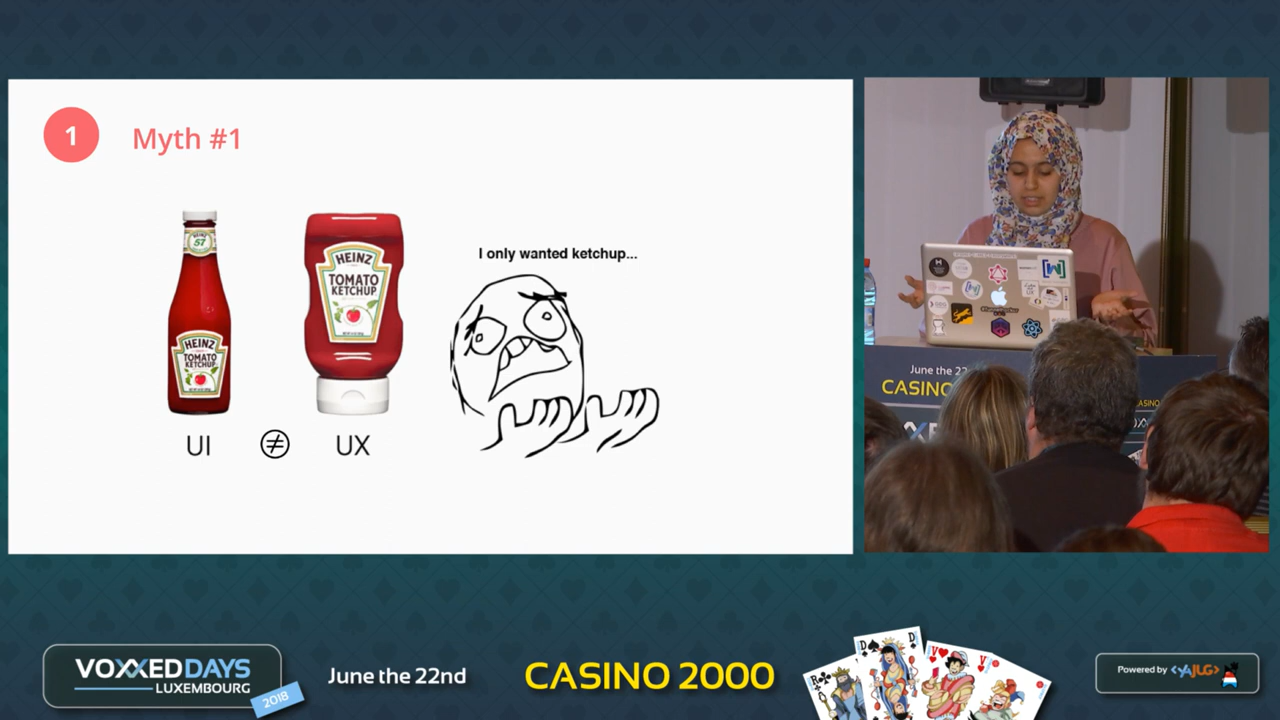 1
Myth #1
HEINZ
57
HEINZ
TOMATO
KETCHUP
HEINZ
TOMATO
KETCHUP
I only wanted ketchup...
UI ≠ UX
June the 22
CASINO
VOXXEDDAYS
LUXEMBOURG
2018
June the 22nd
CASINO 2000
Powered by <YAJUG>